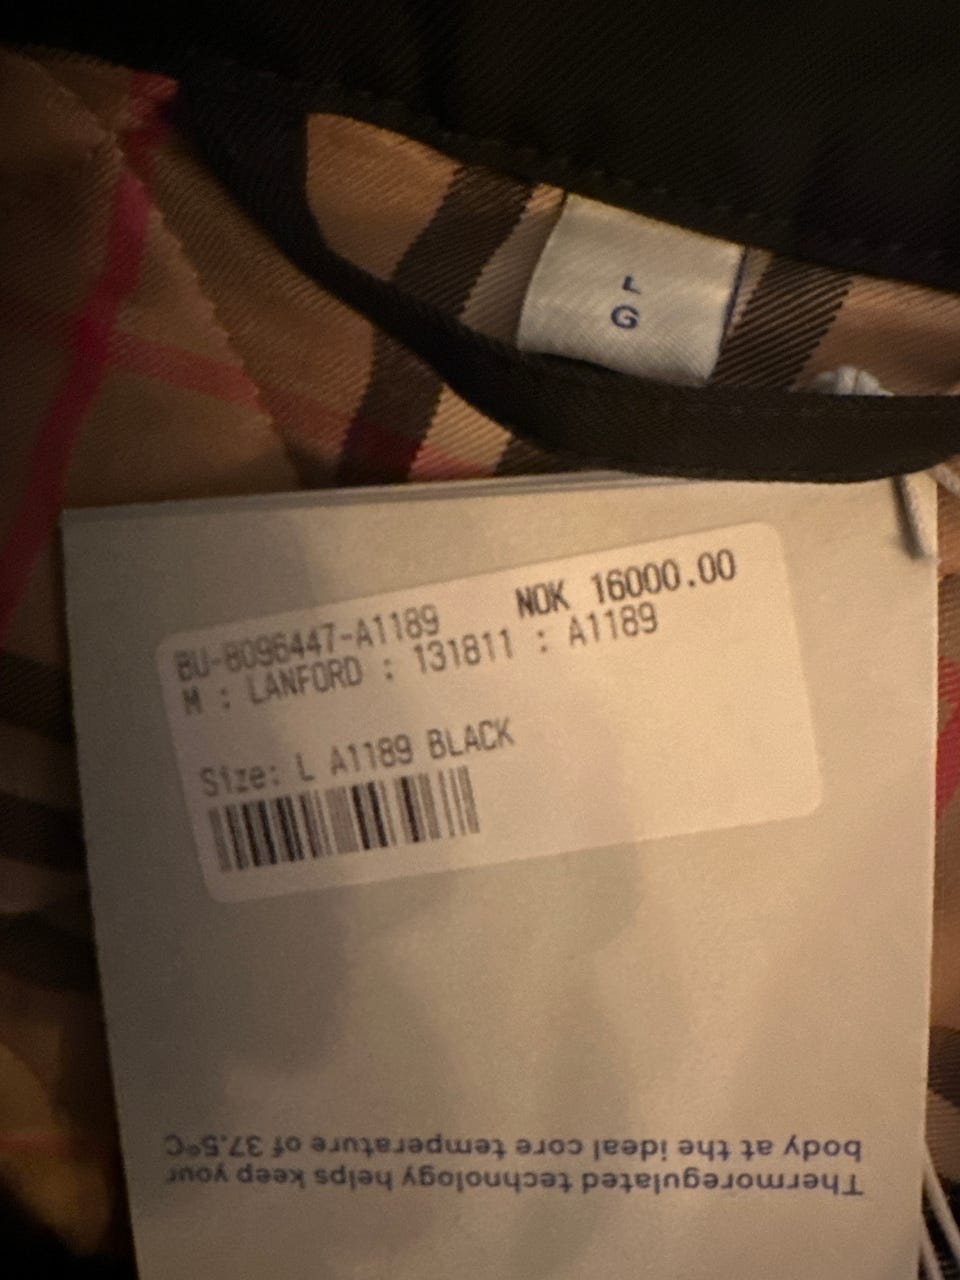 L
G
BU-8096447-A1189 NOK 16000.00
M : LANFORD : 131811 : A1189
Size: L A1189 BLACK
Thermoregulated technology helps keep your
body at the ideal core temperature of 37.5°C